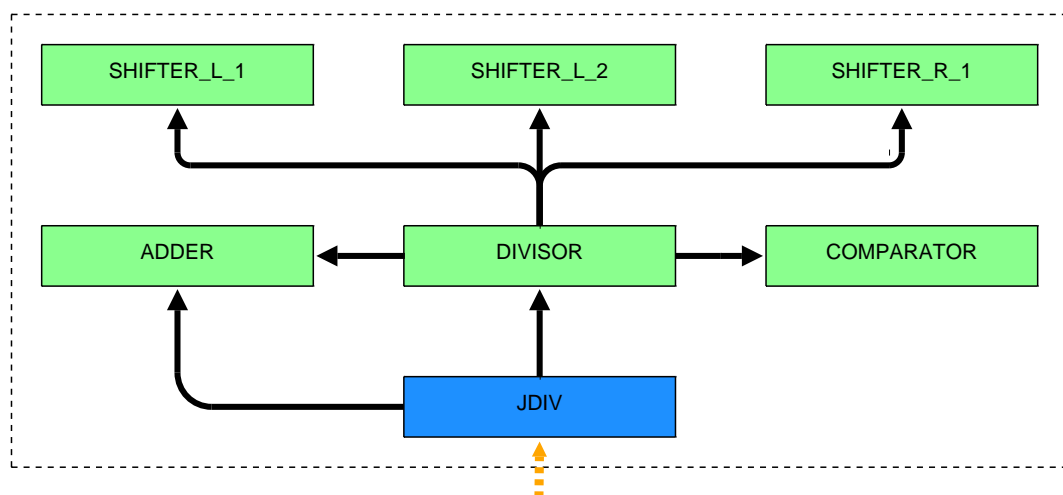 SHIFTER_L_1
SHIFTER_L_2
SHIFTER_R_1
ADDER
DIVISOR
COMPARATOR
JDIV